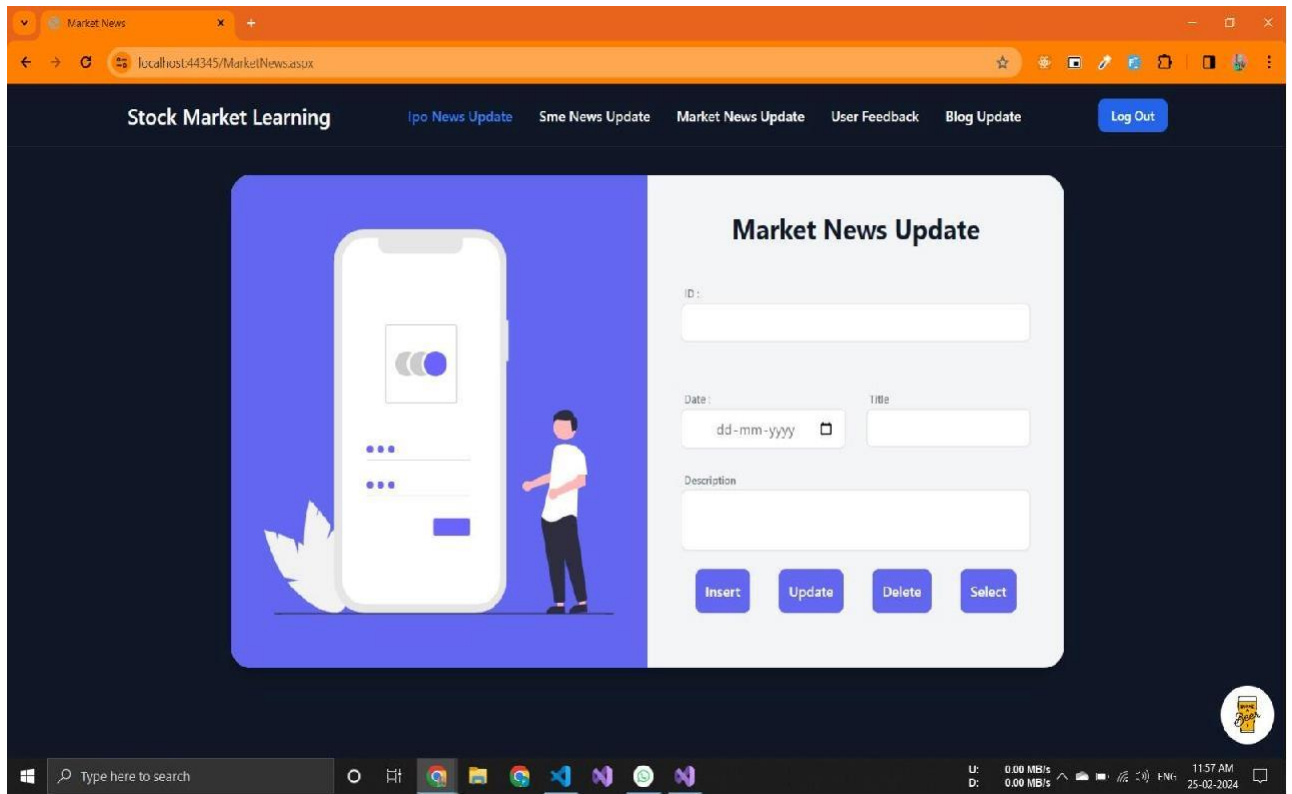 Market News
localhost:44345/MarketNews.aspx
Stock Market Learning Ipo News Update Sme News Update Market News Update User Feedback Blog Update Log Out
Market News Update
ID :
Date : Title
dd-mm-yyyy
Description
Insert Update Delete Select
Beer
Type here to search
U: 0.00 MB/s
D: 0.00 MB/s
ENG
11:57 AM
25-02-2024